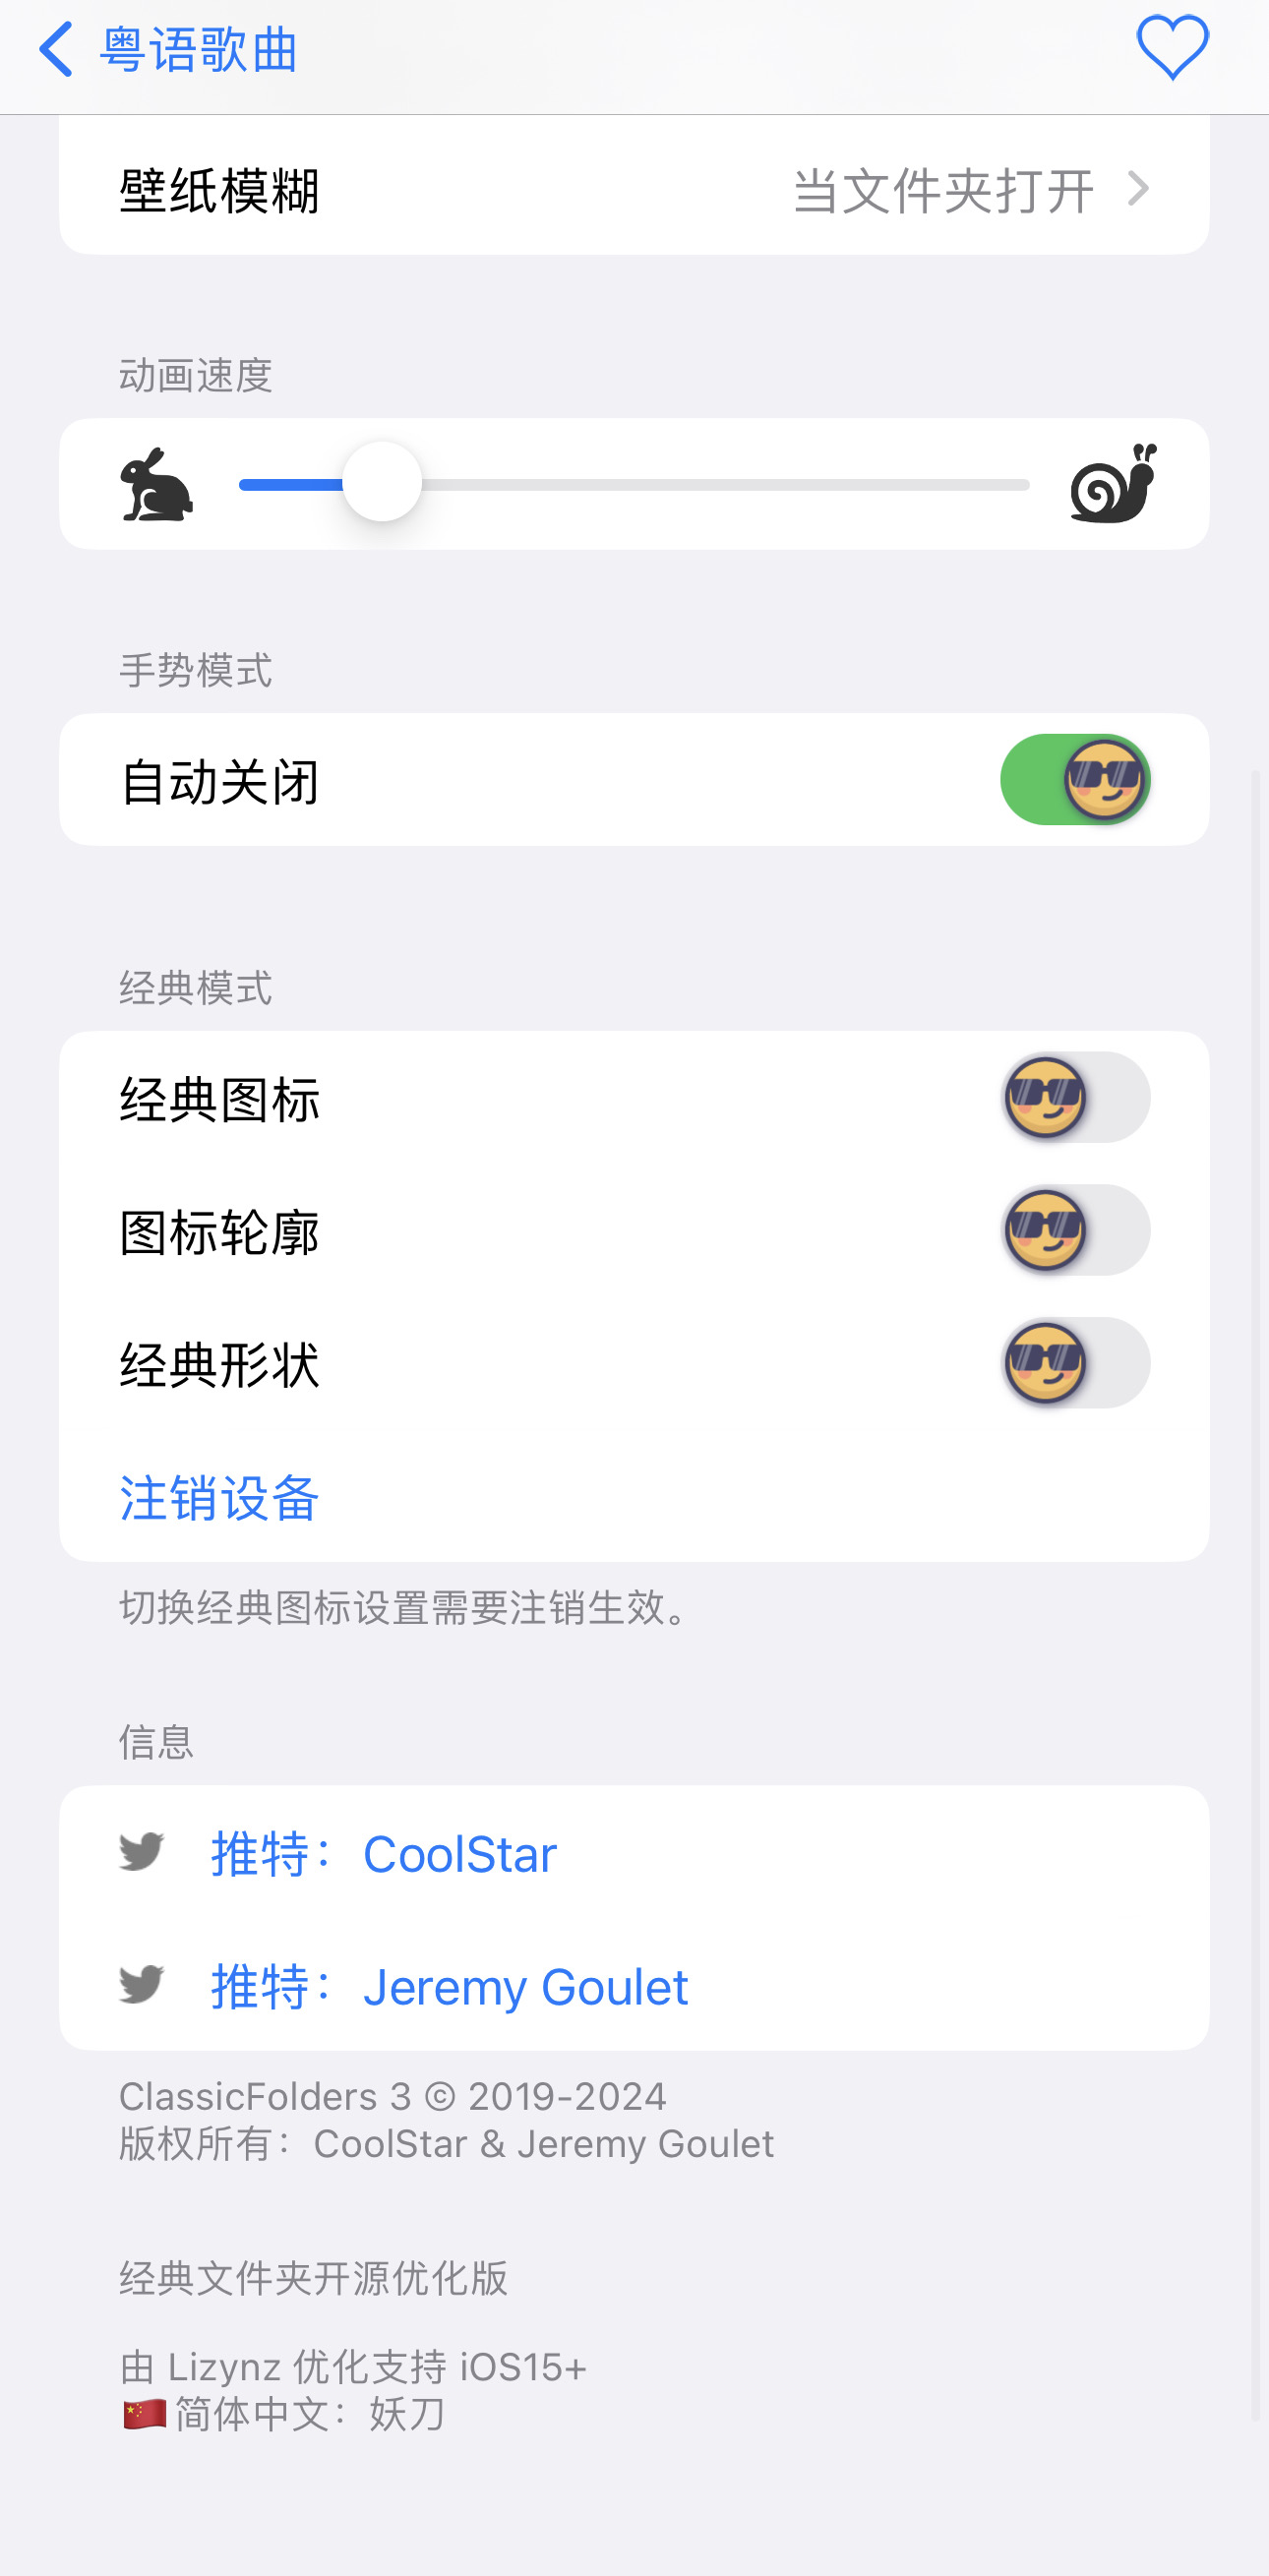 粤语歌曲
壁纸模糊 当文件夹打开
动画速度
手势模式
自动关闭
经典模式
经典图标
图标轮廓
经典形状
注销设备
切换经典图标设置需要注销生效。
信息
推特：CoolStar
推特：Jeremy Goulet
ClassicFolders 3 © 2019-2024
版权所有：CoolStar & Jeremy Goulet
经典文件夹开源优化版
由 Lizynz 优化支持 iOS15+
🇨🇳简体中文：妖刀